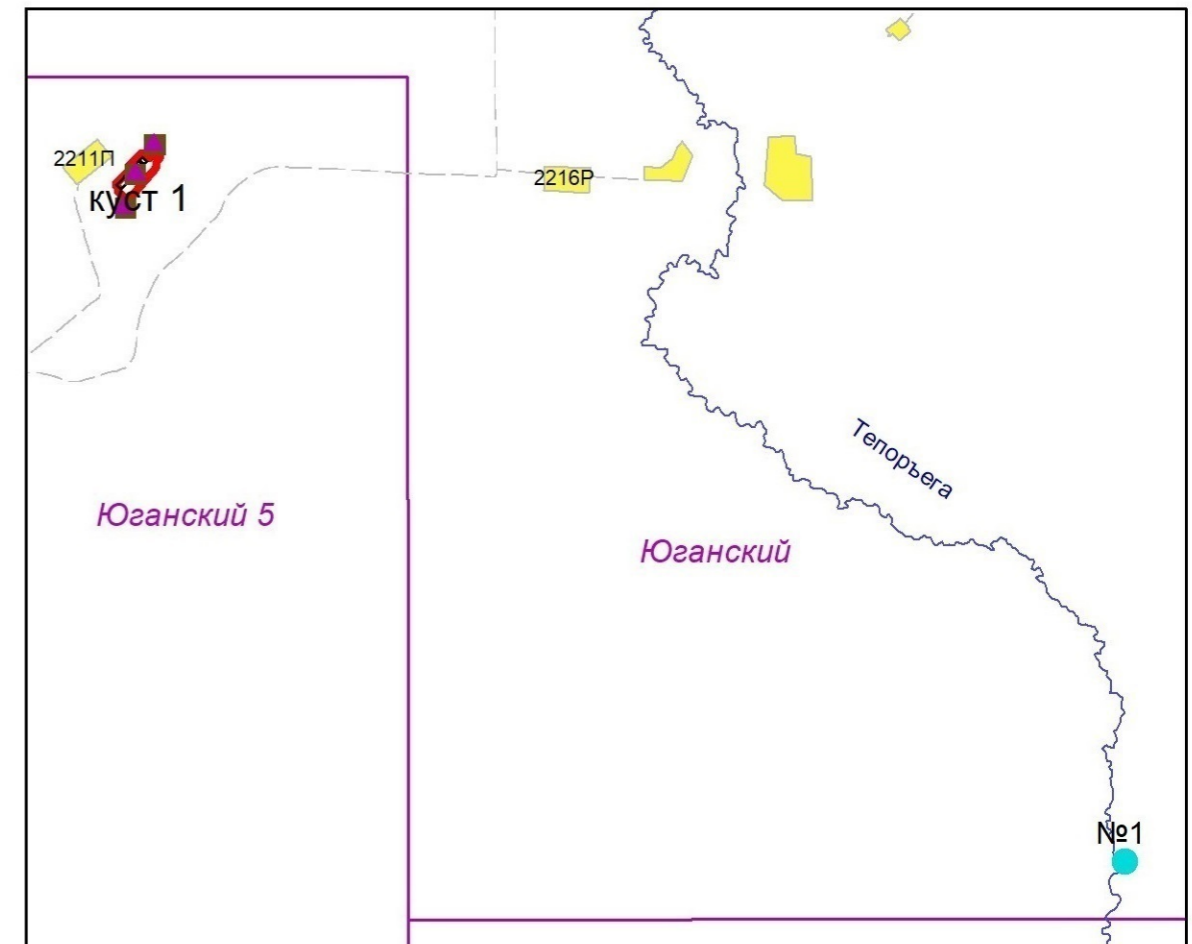 2211П
куст 1
2216Р
Тепоръега
Юганский 5
Юганский
№1